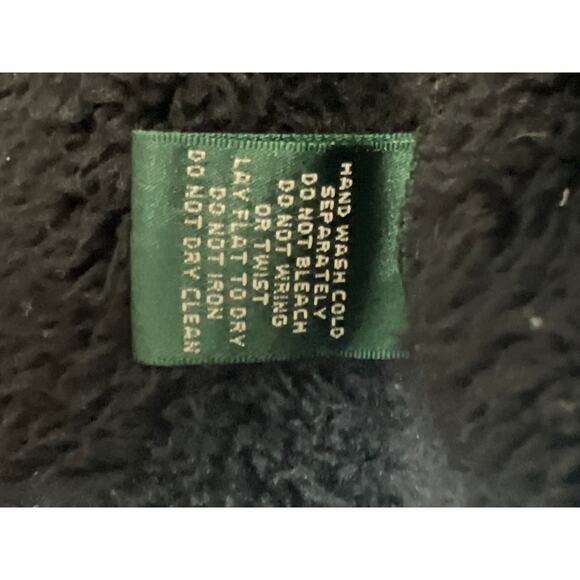 HAND WASH COLD
SEPARATELY
DO NOT BLEACH
DO NOT WRING
OR TWIST
LAY FLAT TO DRY
DO NOT IRON
DO NOT DRY CLEAN